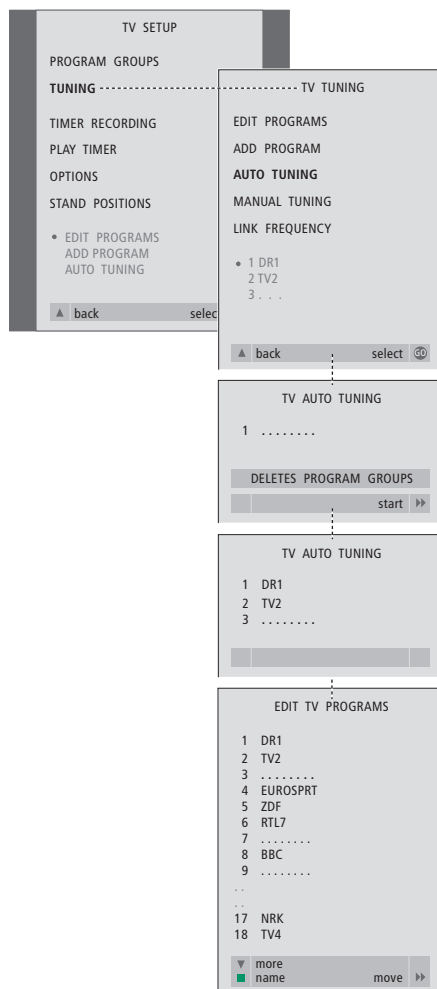 TV SETUP
PROGRAM GROUPS
TUNING
TIMER RECORDING
PLAY TIMER
OPTIONS
STAND POSITIONS
• EDIT PROGRAMS
ADD PROGRAM
AUTO TUNING
▲ back selec
TV TUNING
EDIT PROGRAMS
ADD PROGRAM
AUTO TUNING
MANUAL TUNING
LINK FREQUENCY
• 1 DR1
2 TV2
3 . . .
▲ back select GO
TV AUTO TUNING
1 ........
DELETES PROGRAM GROUPS
start ▶▶
TV AUTO TUNING
1 DR1
2 TV2
3 ........
EDIT TV PROGRAMS
1 DR1
2 TV2
3 ........
4 EUROSPRT
5 ZDF
6 RTL7
7 ........
8 BBC
9 ........
. .
. .
17 NRK
18 TV4
▼ more
■ name move ▶▶